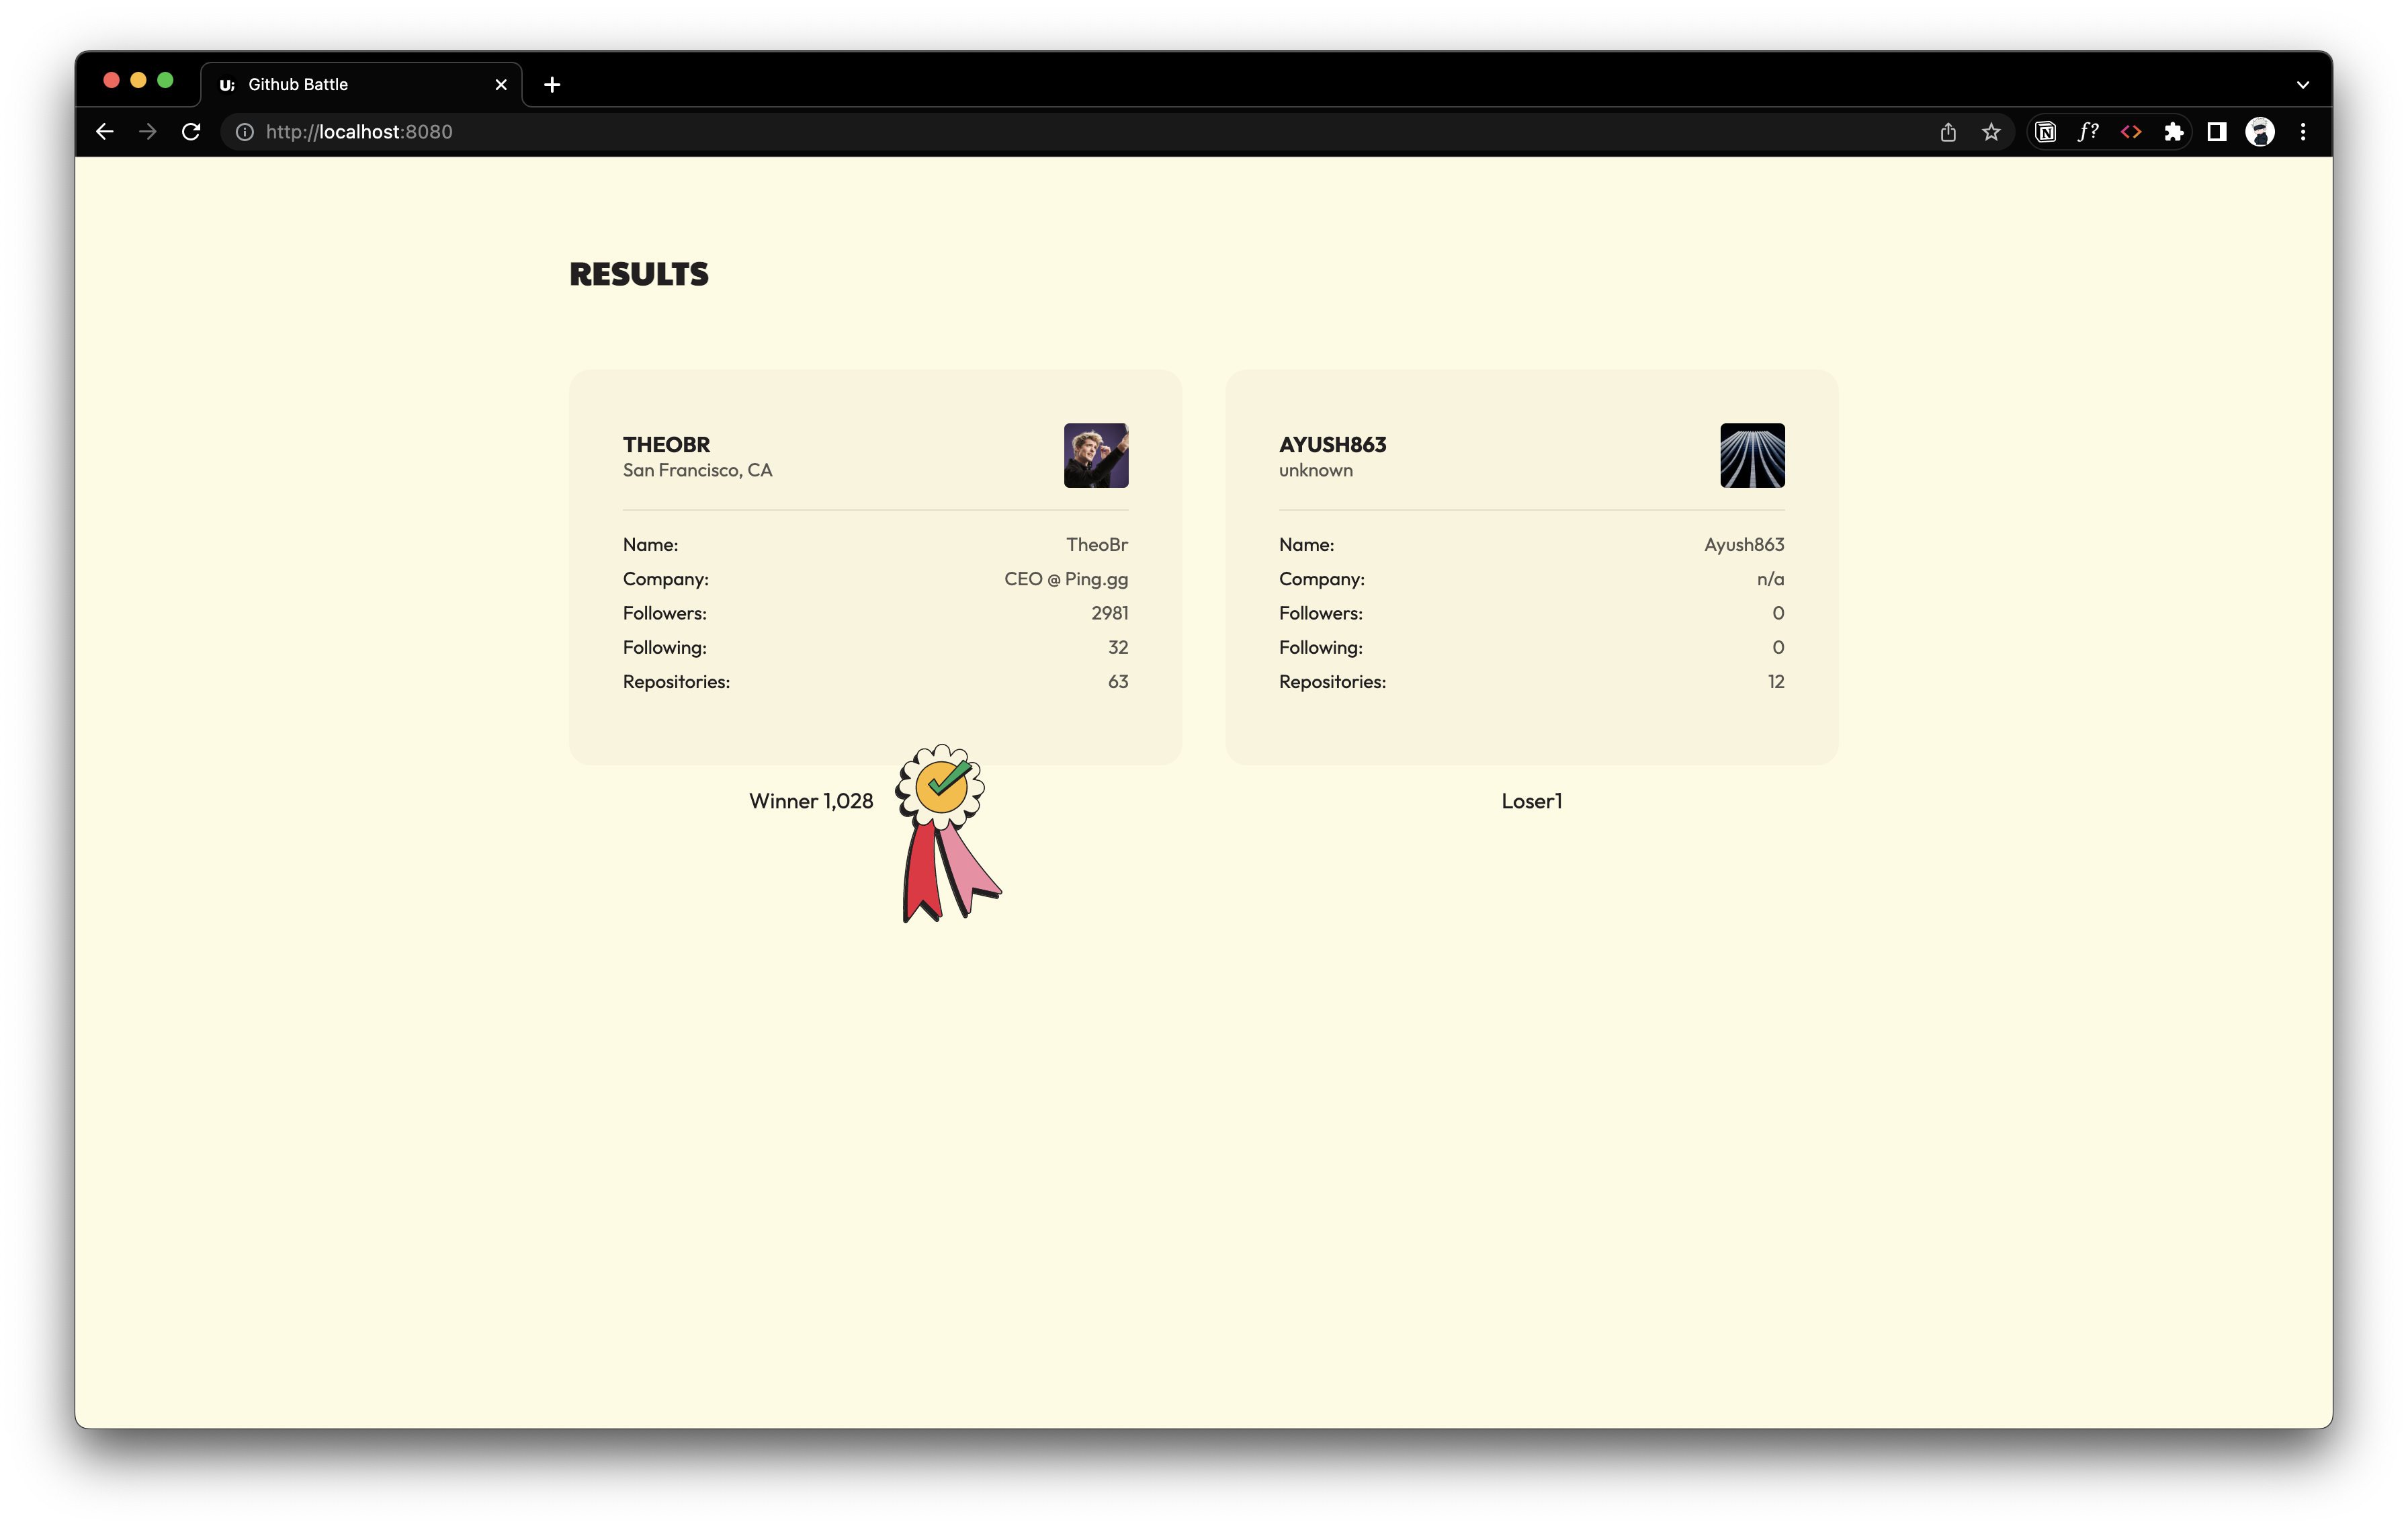 U; Github Battle
http://localhost:8080
f?
RESULTS
THEOBR
San Francisco, CA
Name: TheoBr
Company: CEO @ Ping.gg
Followers: 2981
Following: 32
Repositories: 63
Winner 1,028
AYUSH863
unknown
Name: Ayush863
Company: n/a
Followers: 0
Following: 0
Repositories: 12
Loser1